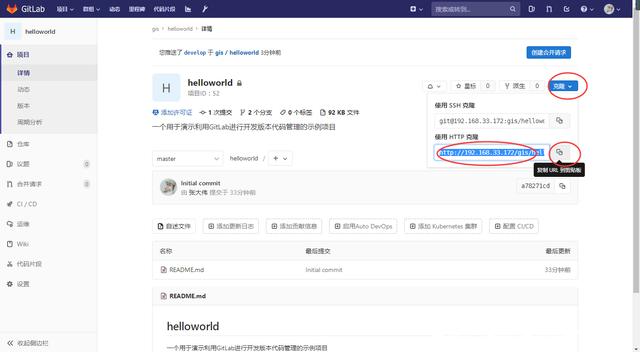 GitLab 项目 群组 动态 里程碑 代码片段 搜索或转到...
H helloworld
gis › helloworld › 详情
项目
您推送了 develop 于 gis / helloworld 3分钟前 创建合并请求
详情
动态
版本
周期分析
仓库
议题 0
合并请求 0
CI / CD
运维
Wiki
代码片段
设置
收起侧边栏
H helloworld
项目ID：52
星标 0 派生 0 克隆
添加许可证 1 次提交 2 个分支 0 个标签 92 KB 文件
一个用于演示利用GitLab进行开发版本代码管理的示例项目
使用 SSH 克隆
git@192.168.33.172:gis/hellowo
使用 HTTP 克隆
http://192.168.33.172/gis/hel
复制 URL 到剪贴板
master helloworld / +
Initial commit
由 张大伟 提交于 33分钟前
a78271cd
自述文件 添加更新日志 添加贡献信息 启用Auto DevOps 添加 Kubernetes 集群 配置 CI/CD
名称 最后提交 最后更新
README.md Initial commit 33分钟前
README.md
helloworld
一个用于演示利用GitLab进行开发版本代码管理的示例项目